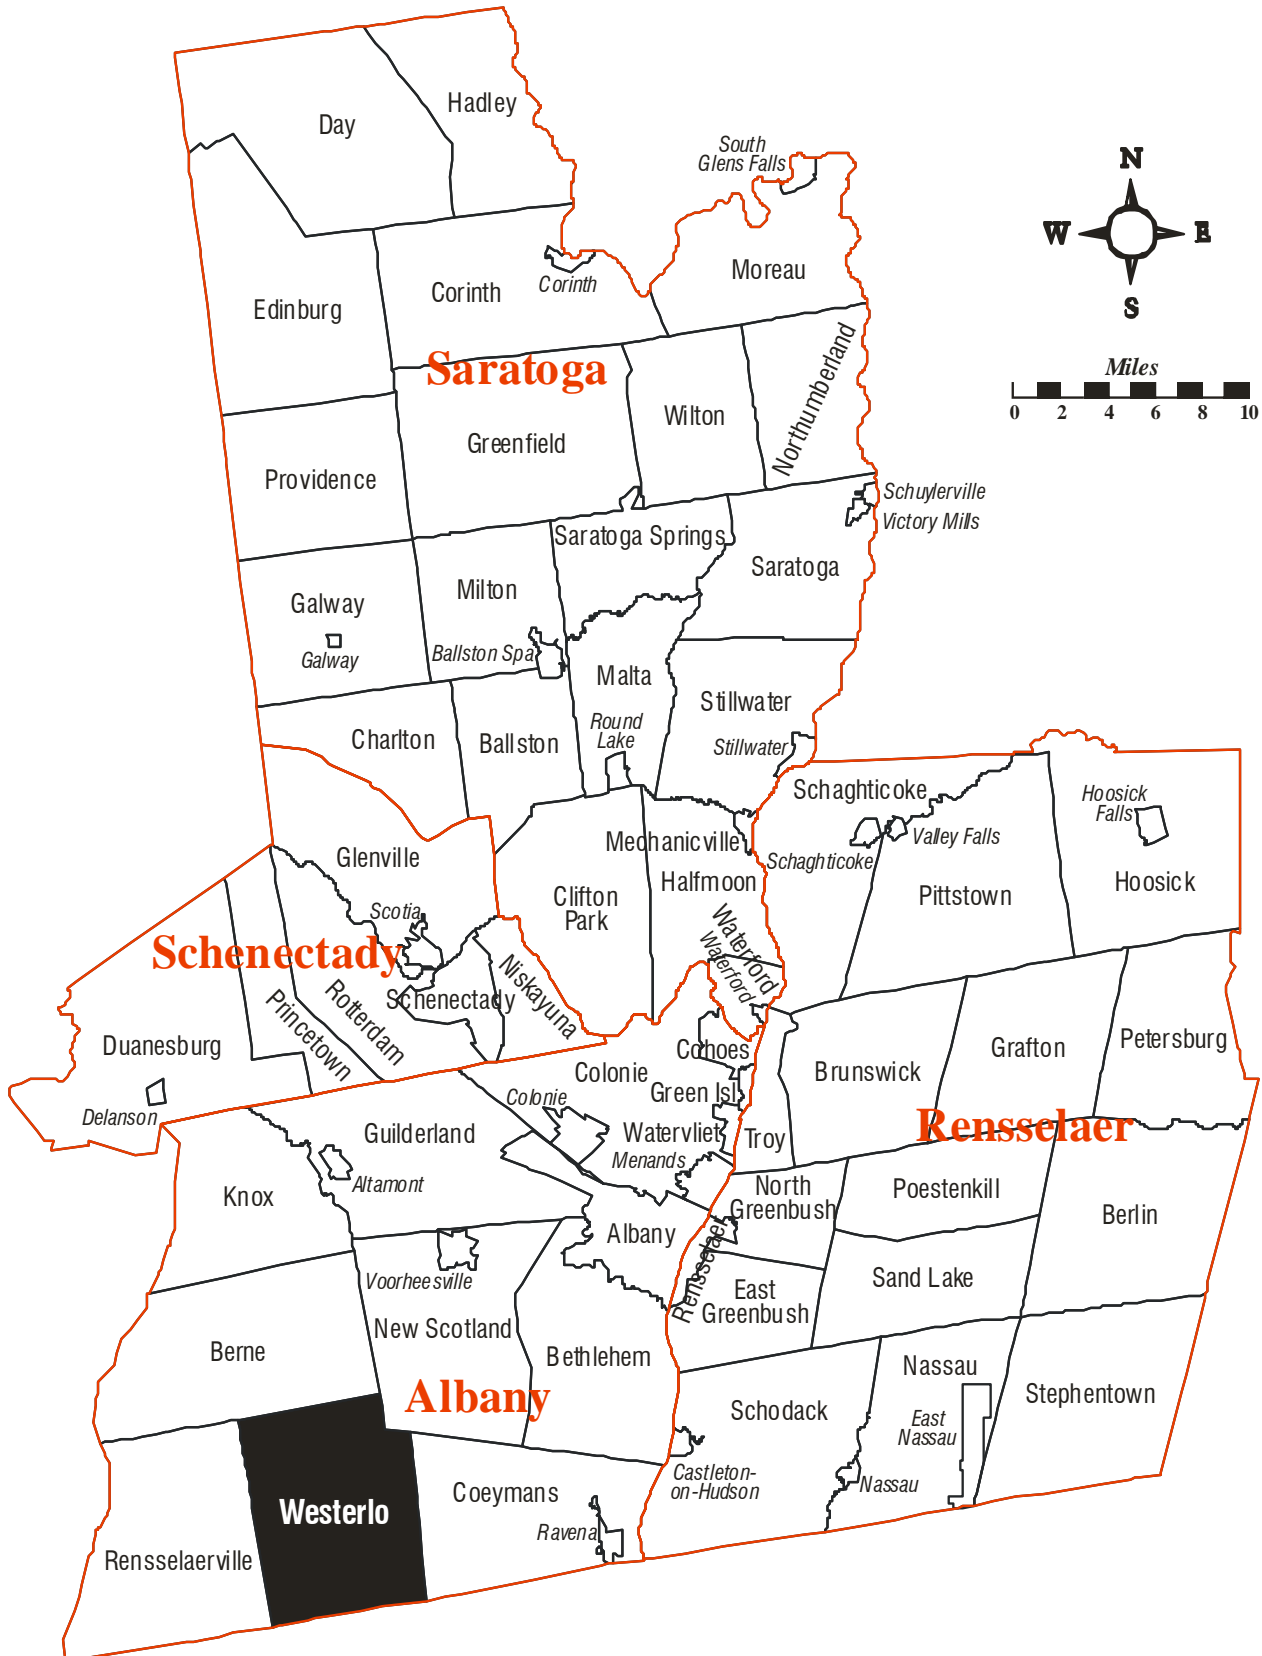 Hadley
Day
South
Glens Falls
N
W
E
S
Moreau
Corinth
Corinth
Edinburg
Miles
0 2 4 6 8 10
Saratoga
Northumberland
Wilton
Greenfield
Providence
Schuylerville
Victory Mills
Saratoga Springs
Saratoga
Milton
Galway
Galway
Ballston Spa
Malta
Stillwater
Round
Lake
Stillwater
Charlton
Ballston
Schaghticoke
Hoosick
Falls
Mechanicville
Valley Falls
Schaghticoke
Glenville
Halfmoon
Hoosick
Clifton
Park
Pittstown
Scotia
Waterford
Waterford
Schenectady
Niskayuna
Schenectady
Rotterdam
Princetown
Duanesburg
Cohoes
Grafton
Petersburg
Colonie
Brunswick
Green Isl
Colonie
Delanson
Guilderland
Watervliet
Troy
Rensselaer
Menands
Altamont
Knox
North
Greenbush
Poestenkill
Berlin
Albany
Rensselaer
Voorheesville
Sand Lake
East
Greenbush
New Scotland
Berne
Bethlehem
Nassau
Albany
Schodack
Stephentown
East
Nassau
Castleton-
on-Hudson
Nassau
Coeymans
Westerlo
Ravena
Rensselaerville